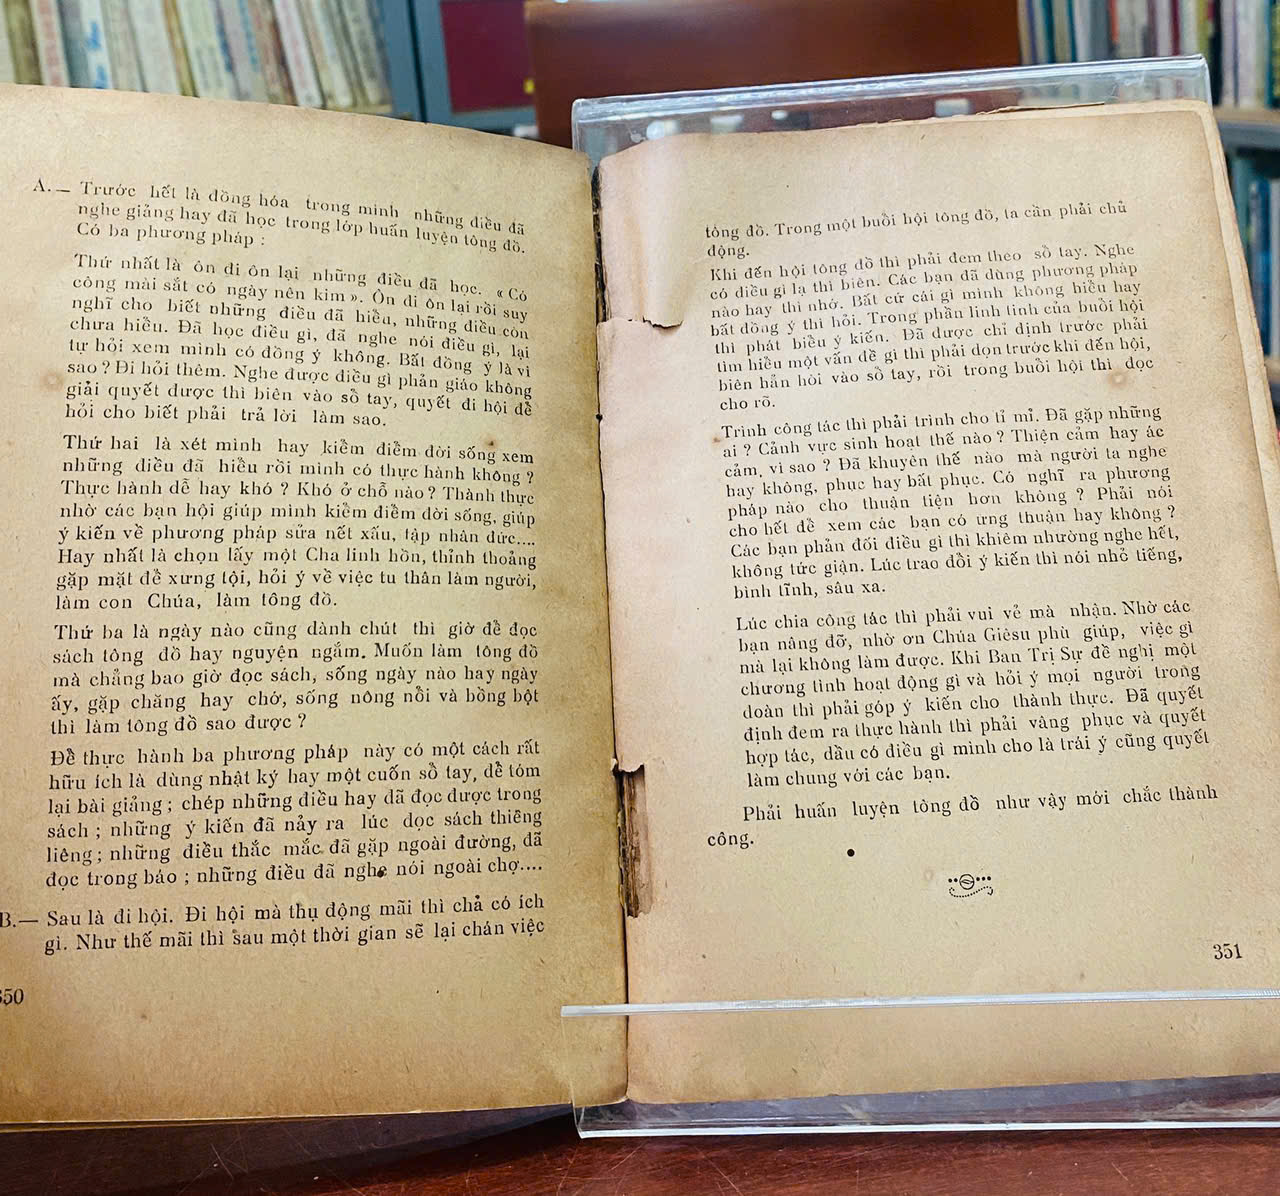 A. — Trước hết là đồng hóa trong mình những điều đã
nghe giảng hay đã học trong lớp huấn luyện tông đồ.
Có ba phương pháp :
Thứ nhất là ôn đi ôn lại những điều đã học. « Có
công mài sắt có ngày nên kim ». Ôn đi ôn lại rồi suy
nghĩ cho biết những điều đã hiểu, những điều còn
chưa hiểu. Đã học điều gì, đã nghe nói điều gì, lại
tự hỏi xem mình có đồng ý không. Bất đồng ý là vì
sao ? Đi hỏi thêm. Nghe được điều gì phản giáo không
giải quyết được thì biên vào sổ tay, quyết đi hội để
hỏi cho biết phải trả lời làm sao.
Thứ hai là xét mình hay kiểm điểm đời sống xem
những điều đã hiểu rồi mình có thực hành không ?
Thực hành dễ hay khó ? Khó ở chỗ nào ? Thành thực
nhờ các bạn hội giúp mình kiểm điểm đời sống, giúp
ý kiến về phương pháp sửa nết xấu, tập nhân đức....
Hay nhất là chọn lấy một Cha linh hồn, thỉnh thoảng
gặp mặt để xưng tội, hỏi ý về việc tu thân làm người,
làm con Chúa, làm tông đồ.
Thứ ba là ngày nào cũng dành chút thì giờ để đọc
sách tông đồ hay nguyện ngắm. Muốn làm tông đồ
mà chẳng bao giờ đọc sách, sống ngày nào hay ngày
ấy, gặp chăng hay chớ, sống nông nổi và bồng bột
thì làm tông đồ sao được ?
Để thực hành ba phương pháp này có một cách rất
hữu ích là dùng nhật ký hay một cuốn sổ tay, để tóm
lại bài giảng ; chép những điều hay đã đọc được trong
sách ; những ý kiến đã nảy ra lúc đọc sách thiêng
liêng ; những điều thắc mắc đã gặp ngoài đường, đã
đọc trong báo ; những điều đã nghe nói ngoài chợ....
B.— Sau là đi hội. Đi hội mà thụ động mãi thì chả có ích
gì. Như thế mãi thì sau một thời gian sẽ lại chán việc
350
tông đồ. Trong một buổi hội tông đồ, ta cần phải chủ
động.
Khi đến hội tông đồ thì phải đem theo sổ tay. Nghe
có điều gì lạ thì biên. Các bạn đã dùng phương pháp
nào hay thì nhớ. Bất cứ cái gì mình không hiểu hay
bất đồng ý thì hỏi. Trong phần linh tinh của buổi hội
thì phát biểu ý kiến. Đã được chỉ định trước phải
tìm hiểu một vấn đề gì thì phải dọn trước khi đến hội,
biên hẳn hòi vào sổ tay, rồi trong buổi hội thì đọc
cho rõ.
Trình công tác thì phải trình cho tỉ mỉ. Đã gặp những
ai ? Cảnh vực sinh hoạt thế nào ? Thiện cảm hay ác
cảm, vì sao ? Đã khuyên thế nào mà người ta nghe
hay không, phục hay bất phục. Có nghĩ ra phương
pháp nào cho thuận tiện hơn không ? Phải nói
cho hết để xem các bạn có ưng thuận hay không ?
Các bạn phản đối điều gì thì khiêm nhường nghe hết,
không tức giận. Lúc trao đổi ý kiến thì nói nhỏ tiếng,
bình tĩnh, sâu xa.
Lúc chia công tác thì phải vui vẻ mà nhận. Nhờ các
bạn nâng đỡ, nhờ ơn Chúa Giêsu phù giúp, việc gì
mà lại không làm được. Khi Ban Trị Sự đề nghị một
chương tình hoạt động gì và hỏi ý mọi người trong
đoàn thì phải góp ý kiến cho thành thực. Đã quyết
định đem ra thực hành thì phải vâng phục và quyết
hợp tác, dầu có điều gì mình cho là trái ý cũng quyết
làm chung với các bạn.
Phải huấn luyện tông đồ như vậy mới chắc thành
công.
351